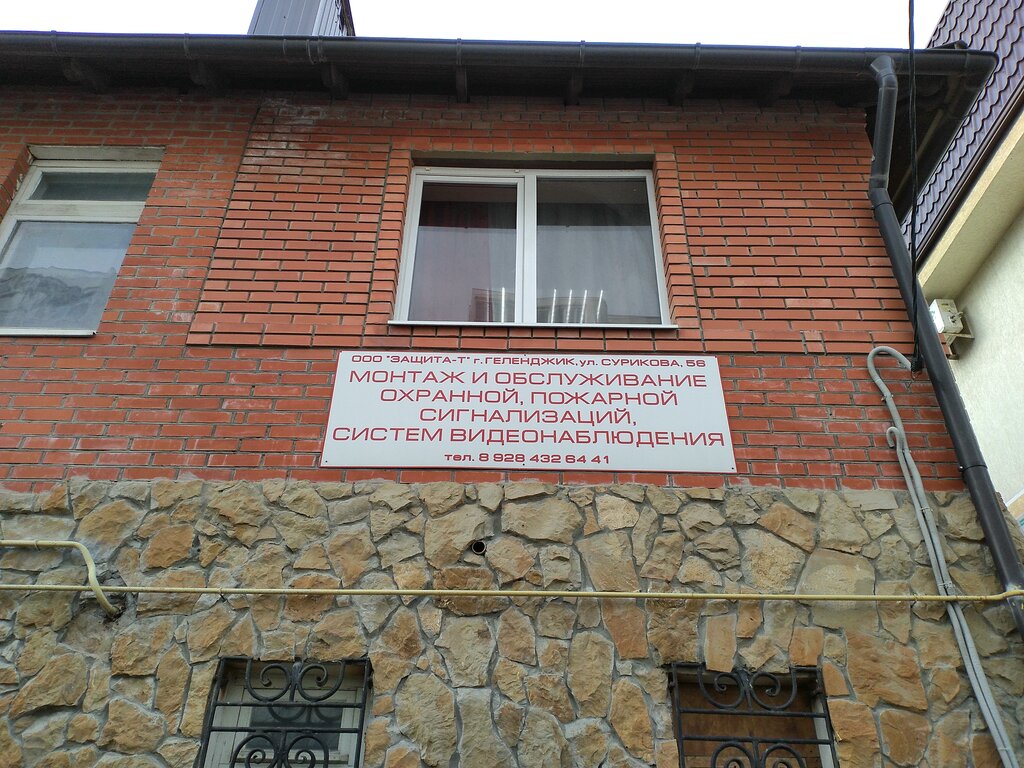 ООО "ЗАЩИТА-Т" г. ГЕЛЕНДЖИК, ул. СУРИКОВА, 56
МОНТАЖ И ОБСЛУЖИВАНИЕ
ОХРАННОЙ, ПОЖАРНОЙ
СИГНАЛИЗАЦИЙ,
СИСТЕМ ВИДЕОНАБЛЮДЕНИЯ
тел. 8 928 432 64 41